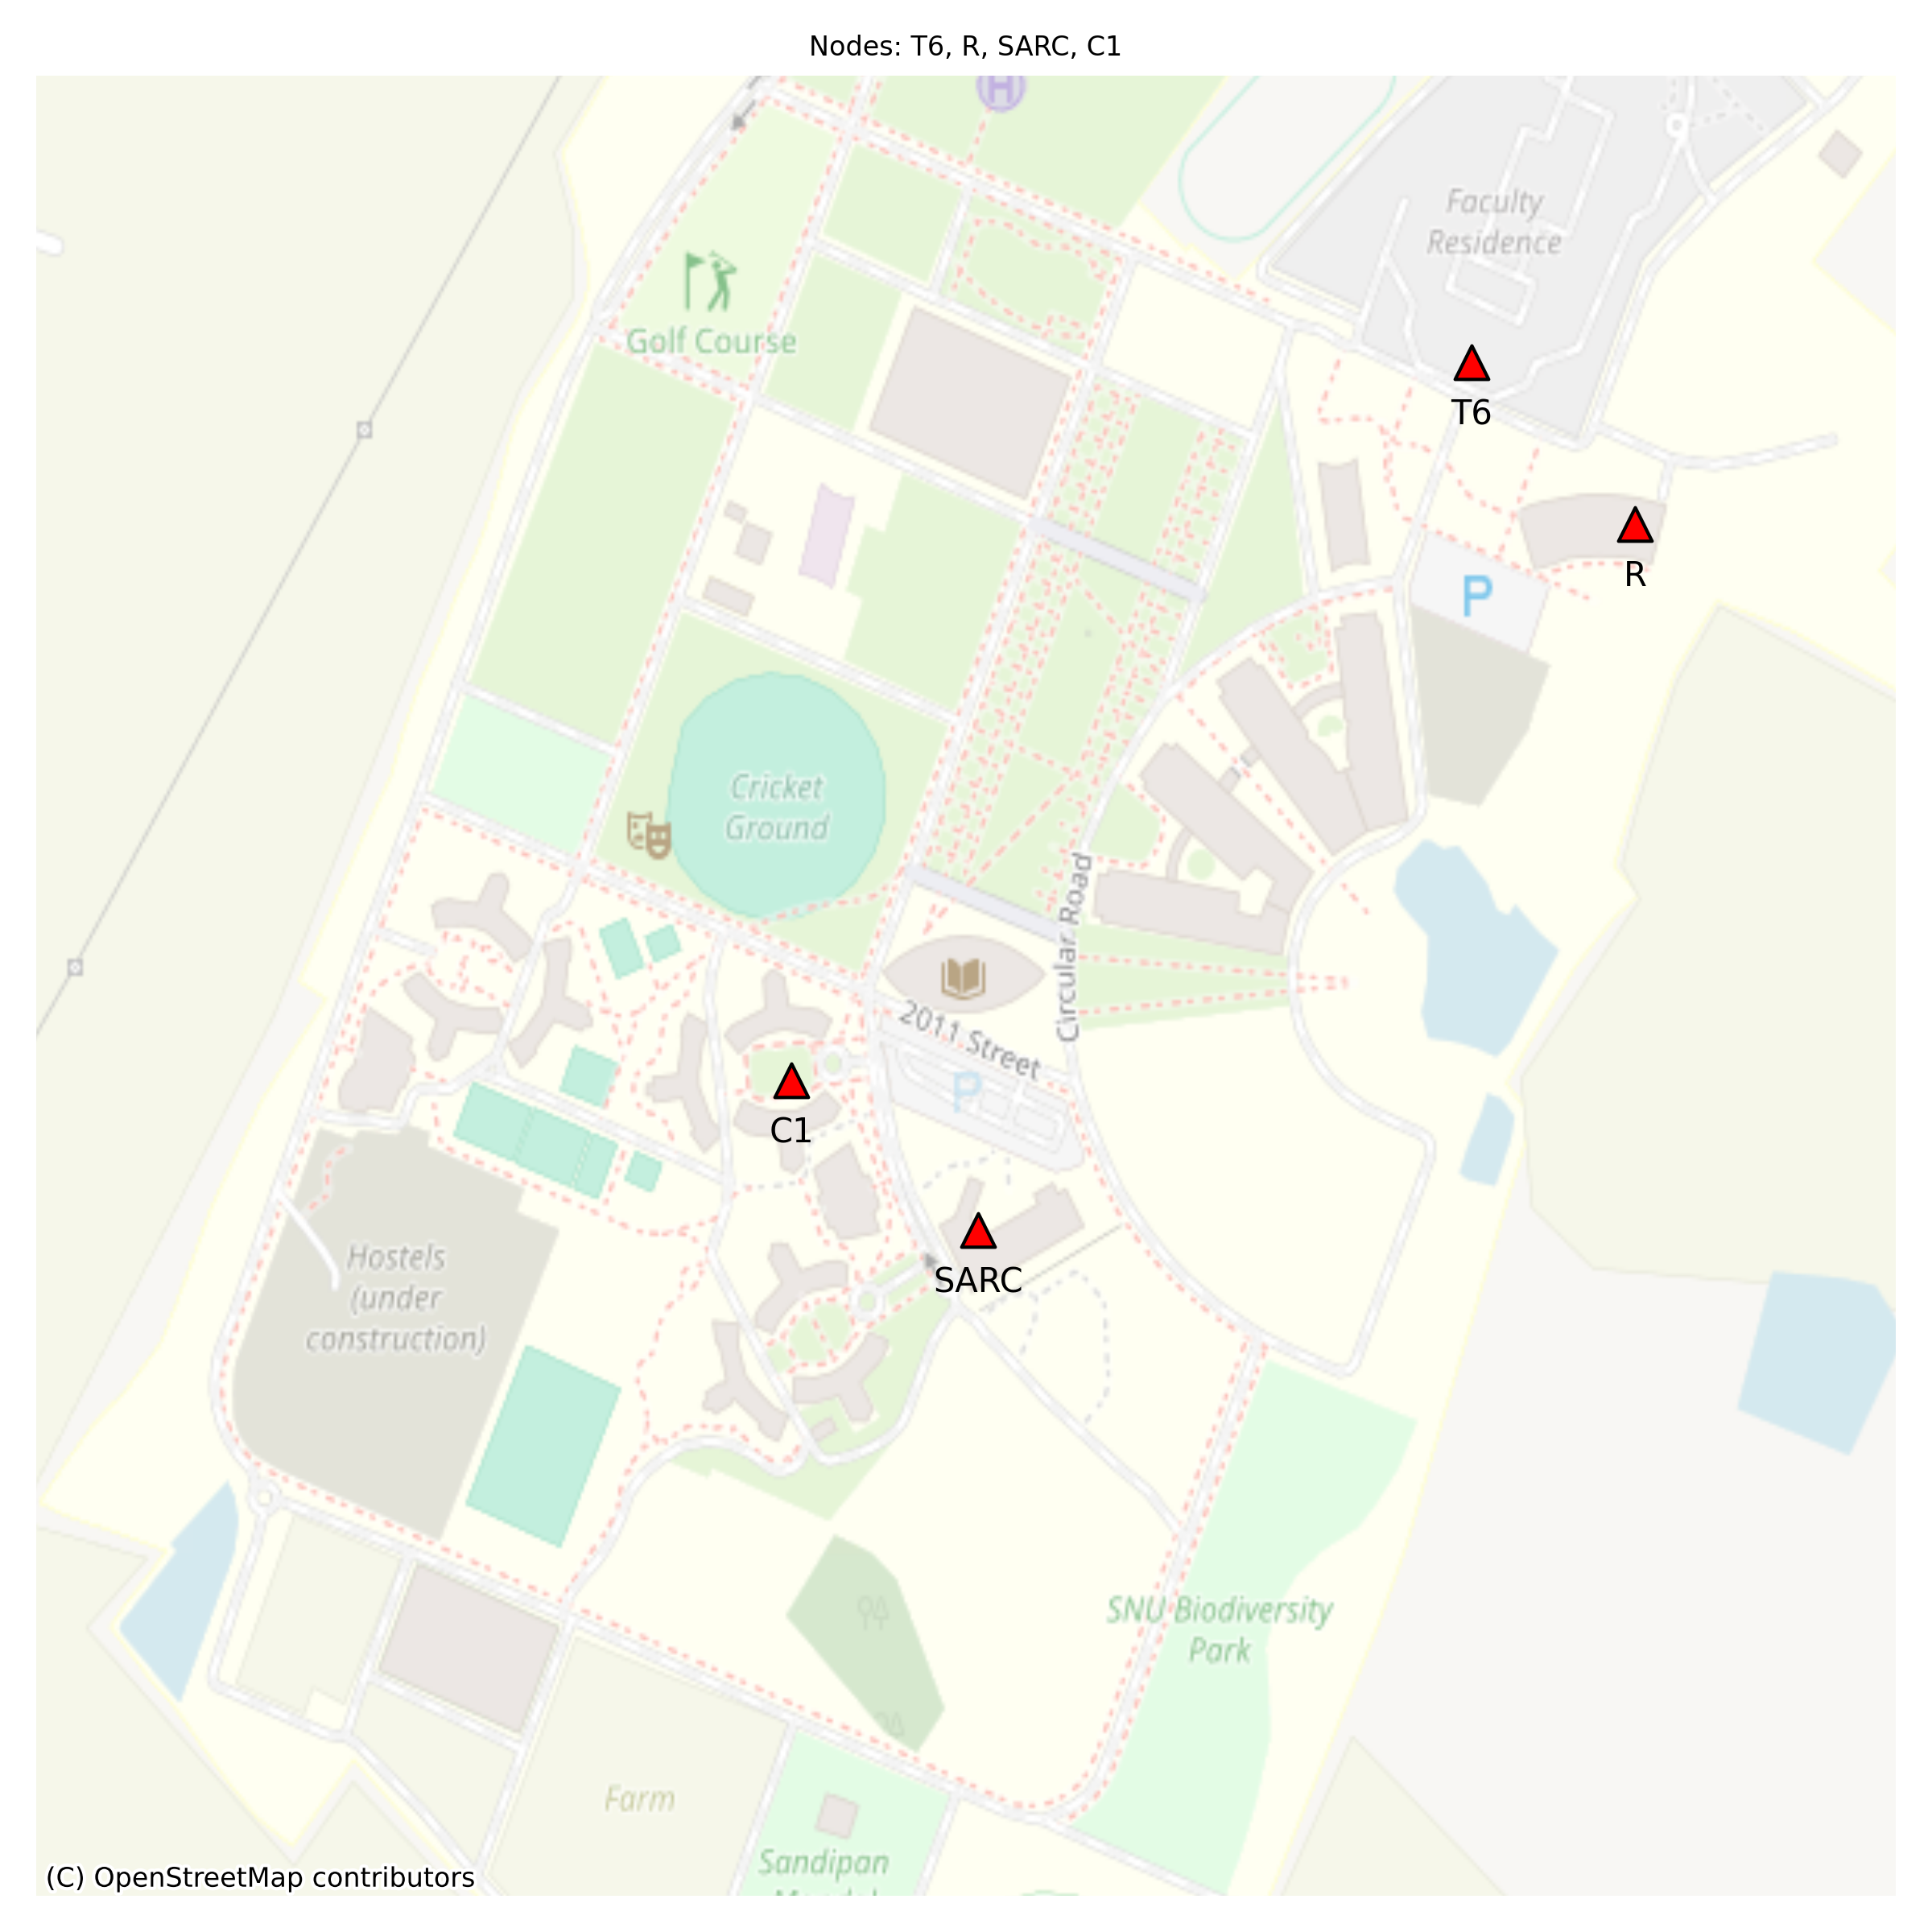 Nodes: T6, R, SARC, C1
H
Faculty
Residence
Golf Course
T6
R
P
Cricket
Ground
Circular Road
2011 Street
P
C1
SARC
Hostels
(under
construction)
SNU Biodiversity
Park
Farm
Sandipan
(C) OpenStreetMap contributors